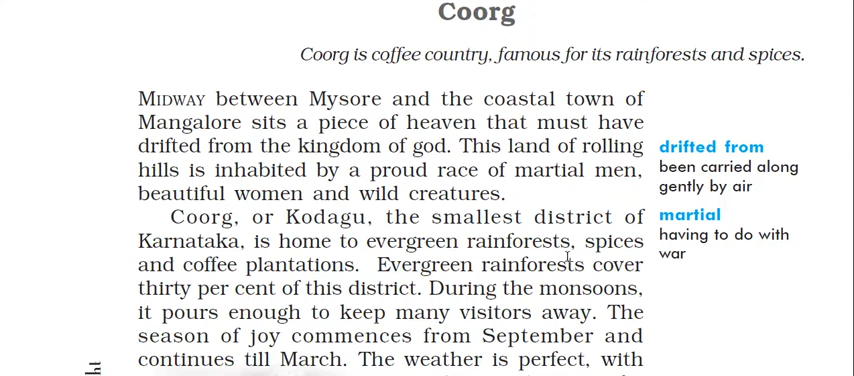 Coorg
Coorg is coffee country, famous for its rainforests and spices.
MIDWAY between Mysore and the coastal town of
Mangalore sits a piece of heaven that must have
drifted from the kingdom of god. This land of rolling
hills is inhabited by a proud race of martial men,
beautiful women and wild creatures.
Coorg, or Kodagu, the smallest district of
Karnataka, is home to evergreen rainforests, spices
and coffee plantations. Evergreen rainforests cover
thirty per cent of this district. During the monsoons,
it pours enough to keep many visitors away. The
season of joy commences from September and
continues till March. The weather is perfect, with
drifted from
been carried along
gently by air
martial
having to do with
war
ht